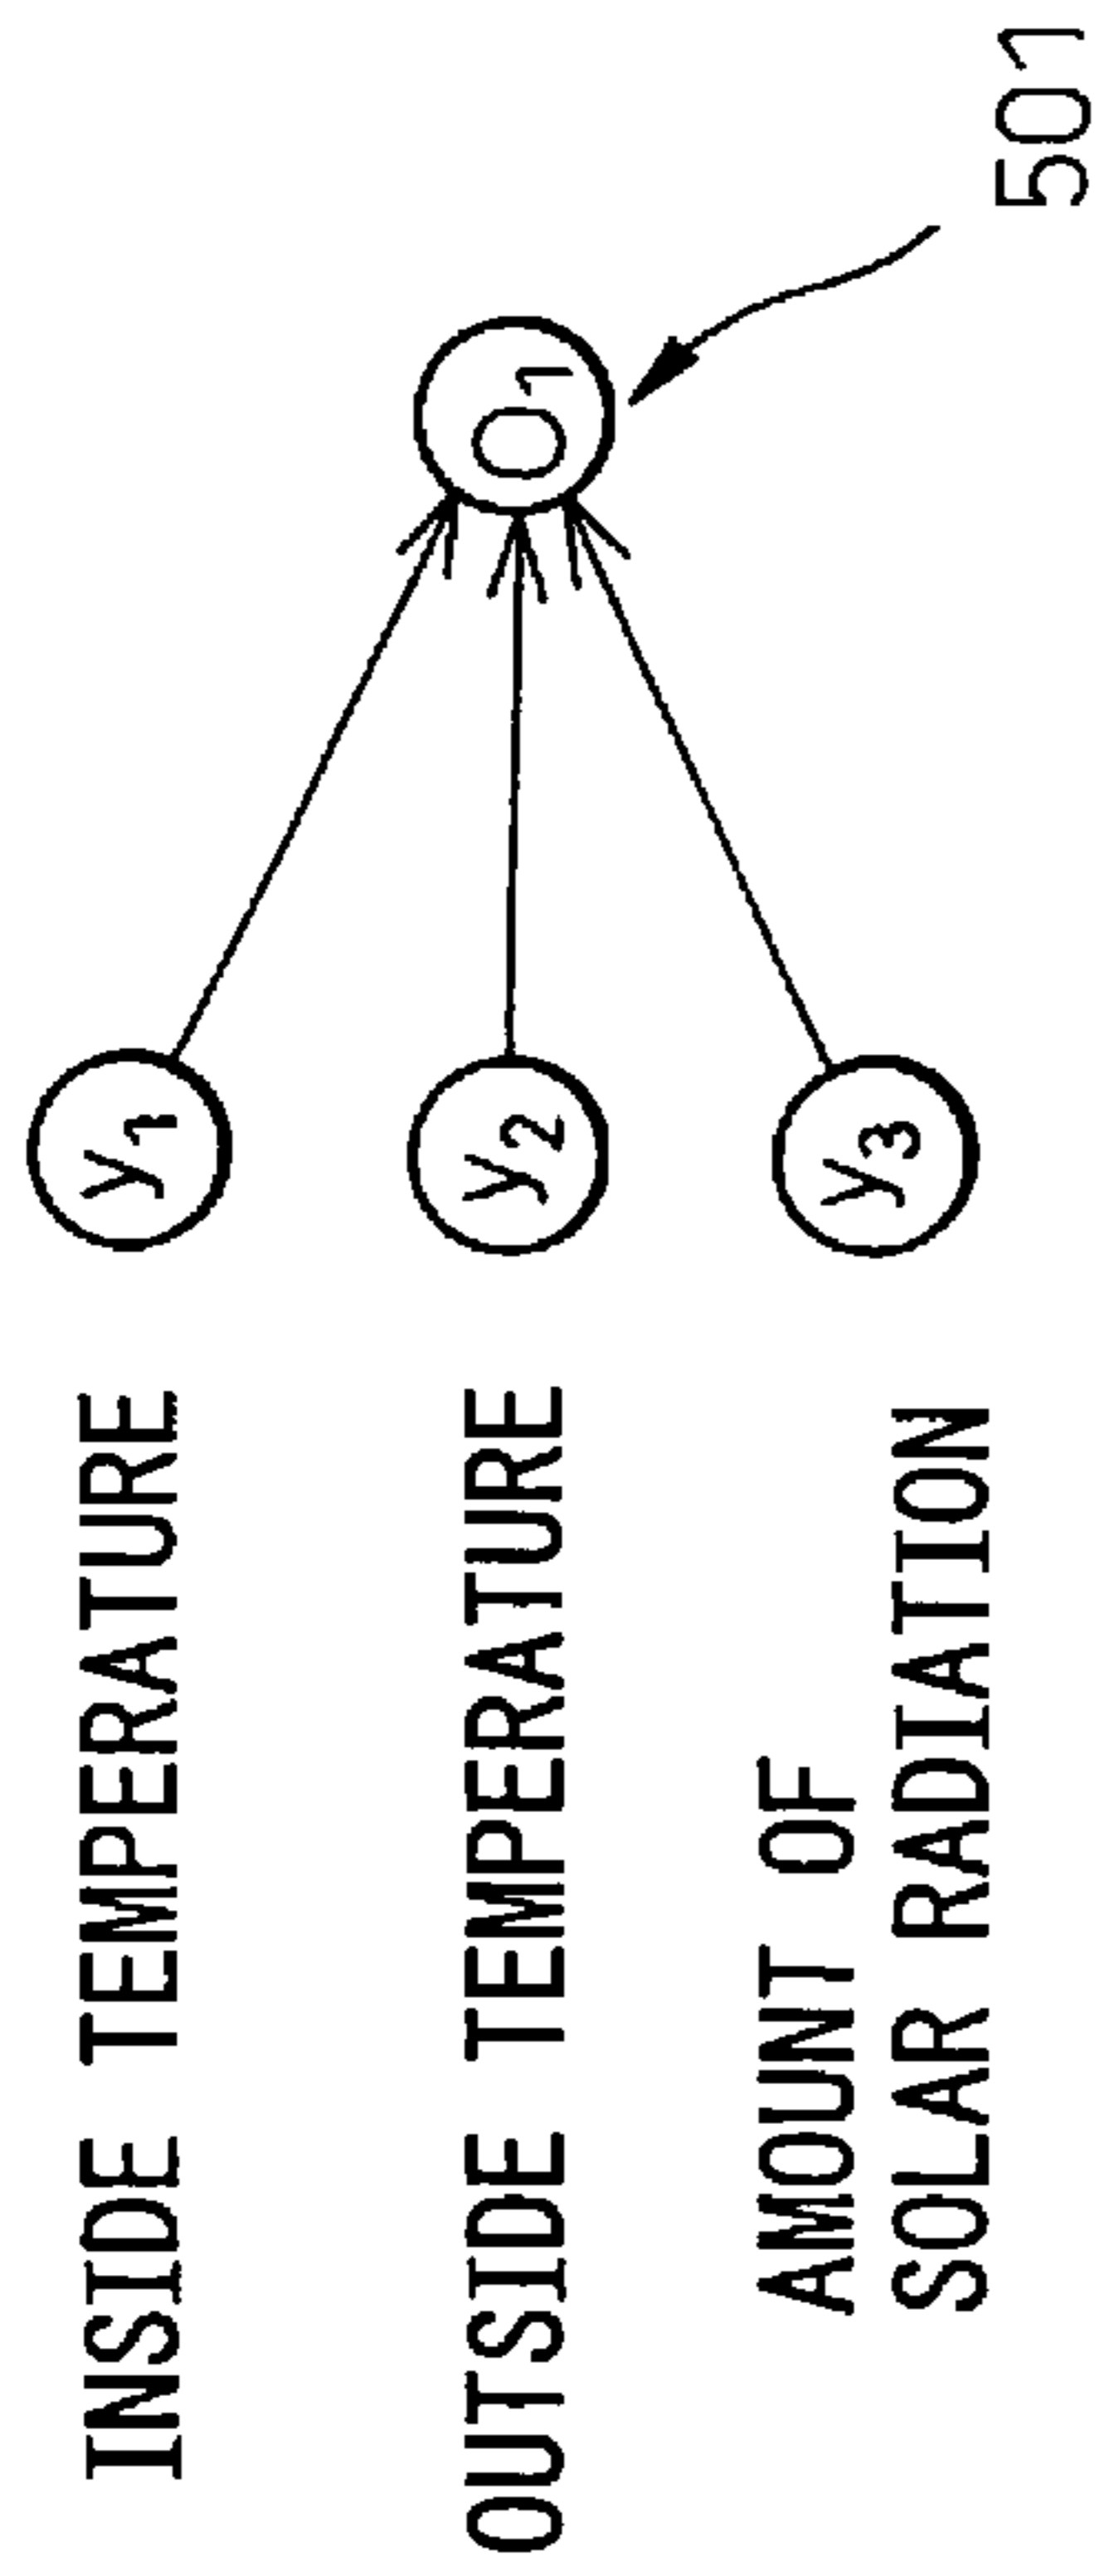 INSIDE TEMPERATURE
y1
OUTSIDE TEMPERATURE
y2
O1
AMOUNT OF
SOLAR RADIATION
y3
501